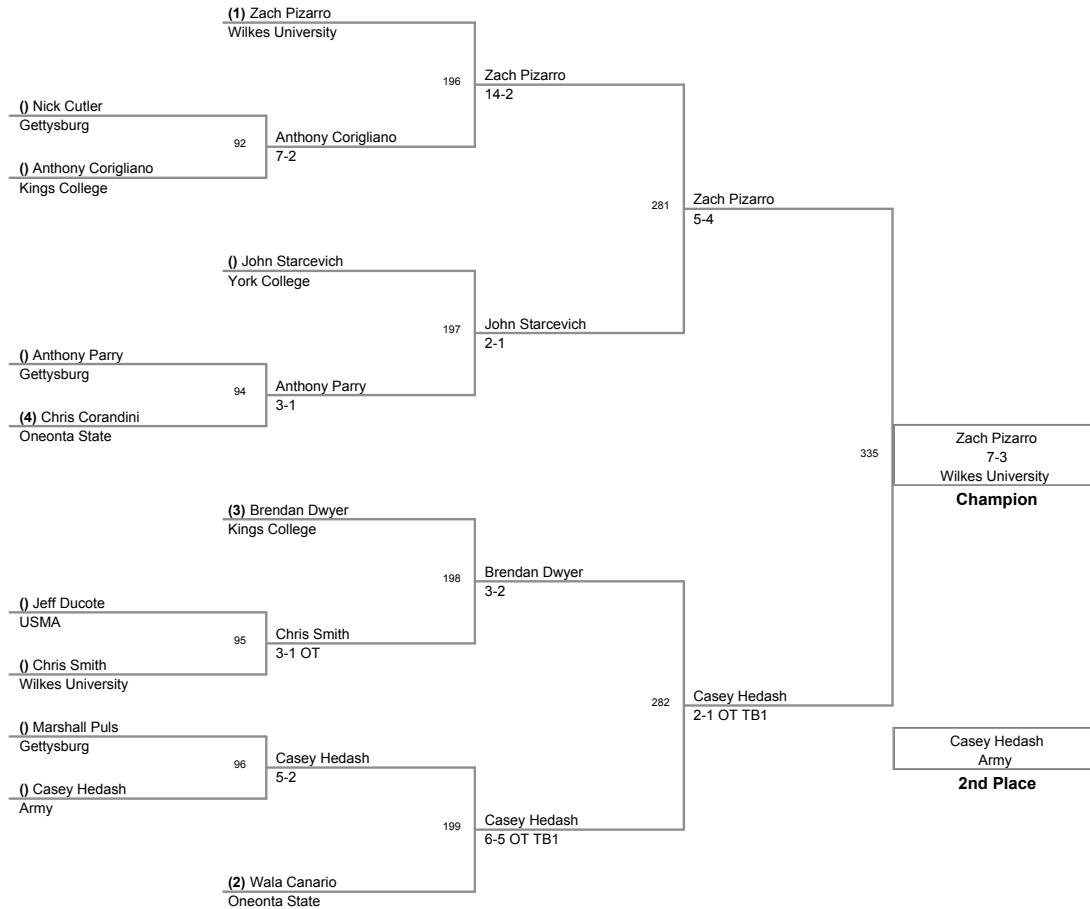 (1) Zach Pizarro
Wilkes University
196
Zach Pizarro
14-2
() Nick Cutler
Gettysburg
92
Anthony Corigliano
7-2
() Anthony Corigliano
Kings College
281
Zach Pizarro
5-4
() John Starcevich
York College
197
John Starcevich
2-1
() Anthony Parry
Gettysburg
94
Anthony Parry
3-1
(4) Chris Corandini
Oneonta State
335
Zach Pizarro
7-3
Wilkes University
Champion
(3) Brendan Dwyer
Kings College
198
Brendan Dwyer
3-2
() Jeff Ducote
USMA
95
Chris Smith
3-1 OT
() Chris Smith
Wilkes University
282
Casey Hedash
2-1 OT TB1
() Marshall Puls
Gettysburg
96
Casey Hedash
5-2
() Casey Hedash
Army
199
Casey Hedash
6-5 OT TB1
(2) Wala Canario
Oneonta State
Casey Hedash
Army
2nd Place